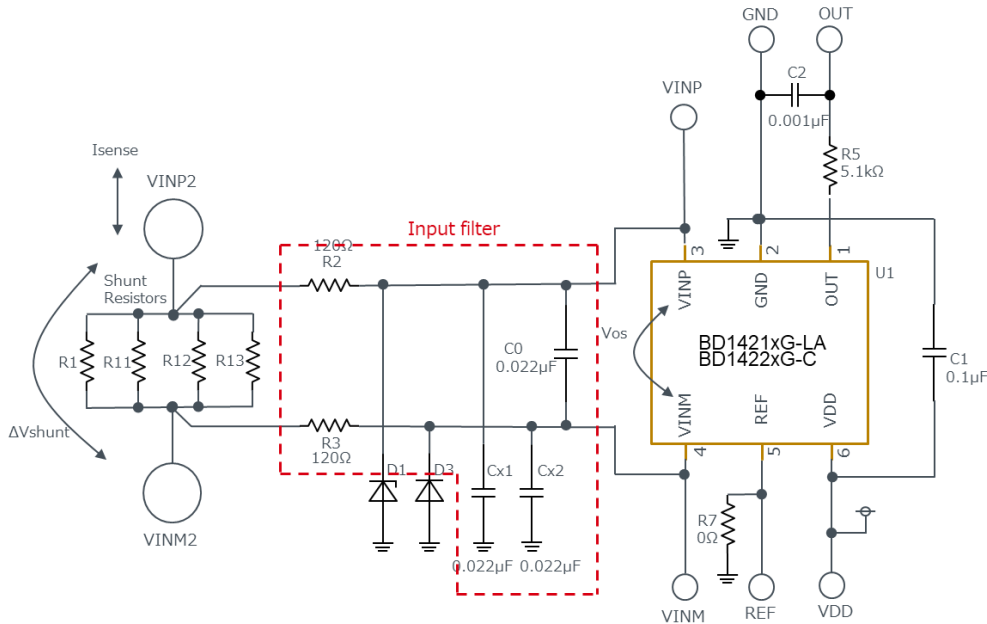 GND
OUT
C2
0.001μF
VINP
R5
5.1kΩ
Isense
VINP2
Input filter
120Ω
R2
3
2
1
U1
Shunt
Resistors
VINP
GND
OUT
R1
R11
R12
R13
C0
0.022μF
Vos
BD1421xG-LA
BD1422xG-C
C1
0.1μF
VINM
REF
VDD
ΔVshunt
R3
120Ω
4
5
6
D1
D3
Cx1
Cx2
R7
0Ω
VINM2
0.022μF
0.022μF
VINM
REF
VDD